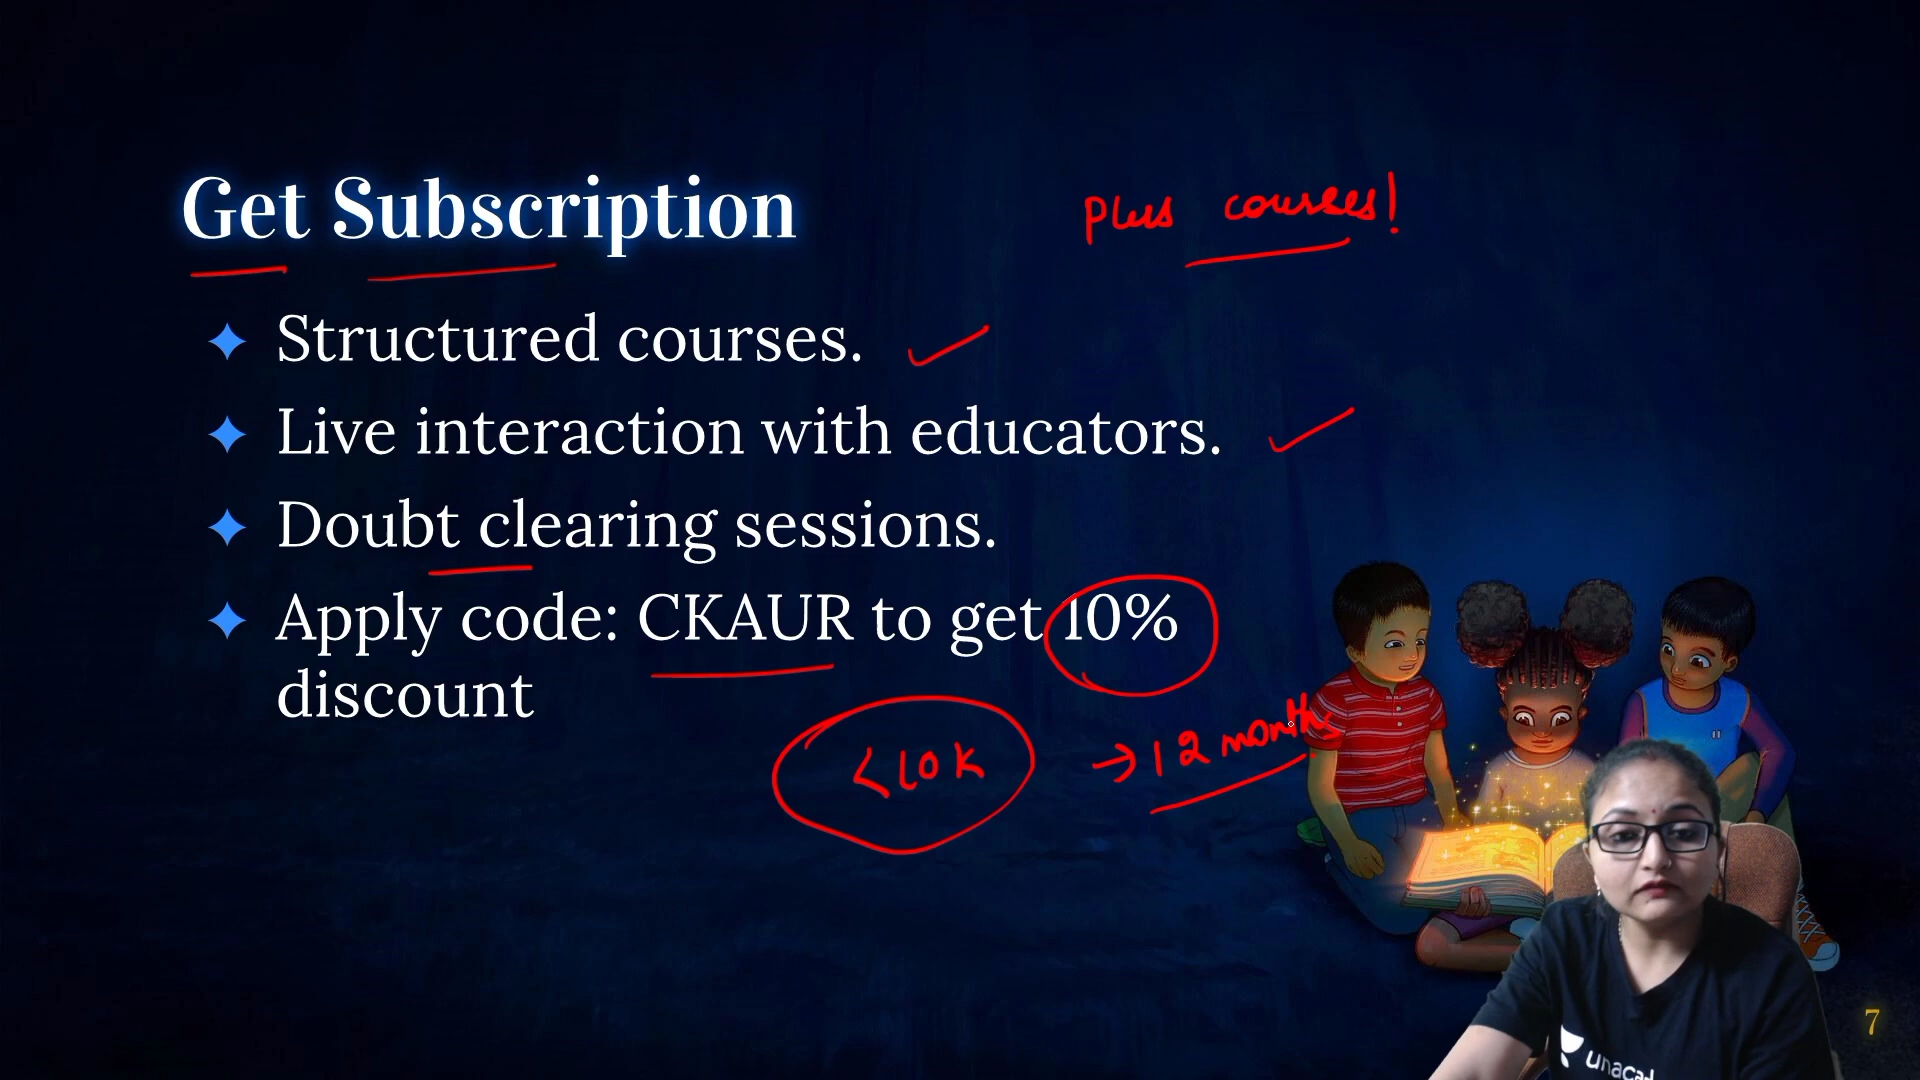 Get Subscription
Plus courses!
Structured courses.
Live interaction with educators.
Doubt clearing sessions.
Apply code: CKAUR to get 10%
discount
<10K → 12 months
unacad
7